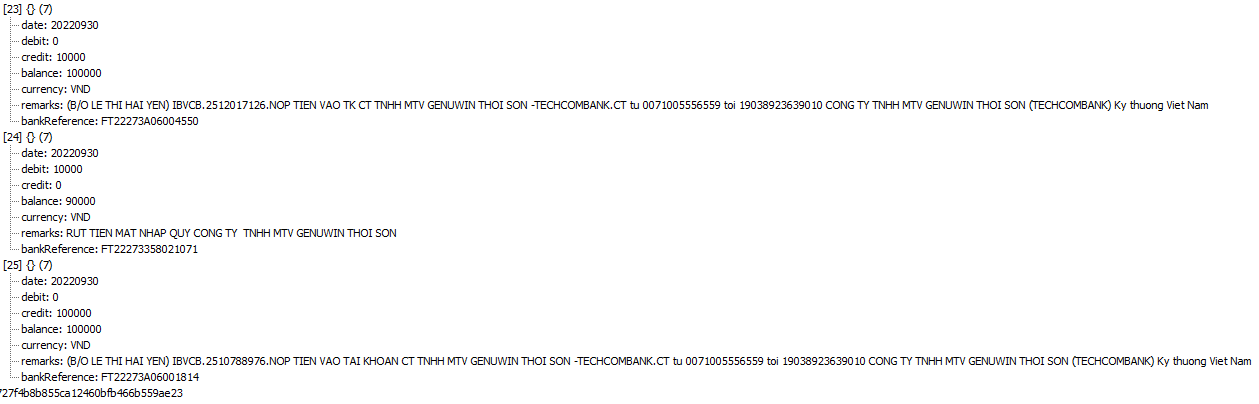 [23] {} (7)
date: 20220930
debit: 0
credit: 10000
balance: 100000
currency: VND
remarks: (B/O LE THI HAI YEN) IBVCB.2512017126.NOP TIEN VAO TK CT TNHH MTV GENUWIN THOI SON -TECHCOMBANK.CT tu 0071005556559 toi 19038923639010 CONG TY TNHH MTV GENUWIN THOI SON (TECHCOMBANK) Ky thuong Viet Nam
bankReference: FT22273A06004550
[24] {} (7)
date: 20220930
debit: 10000
credit: 0
balance: 90000
currency: VND
remarks: RUT TIEN MAT NHAP QUY CONG TY  TNHH MTV GENUWIN THOI SON
bankReference: FT22273358021071
[25] {} (7)
date: 20220930
debit: 0
credit: 100000
balance: 100000
currency: VND
remarks: (B/O LE THI HAI YEN) IBVCB.2510788976.NOP TIEN VAO TAI KHOAN CT TNHH MTV GENUWIN THOI SON -TECHCOMBANK.CT tu 0071005556559 toi 19038923639010 CONG TY TNHH MTV GENUWIN THOI SON (TECHCOMBANK) Ky thuong Viet Nam
bankReference: FT22273A06001814
727f4b8b855ca12460bfb466b559ae23